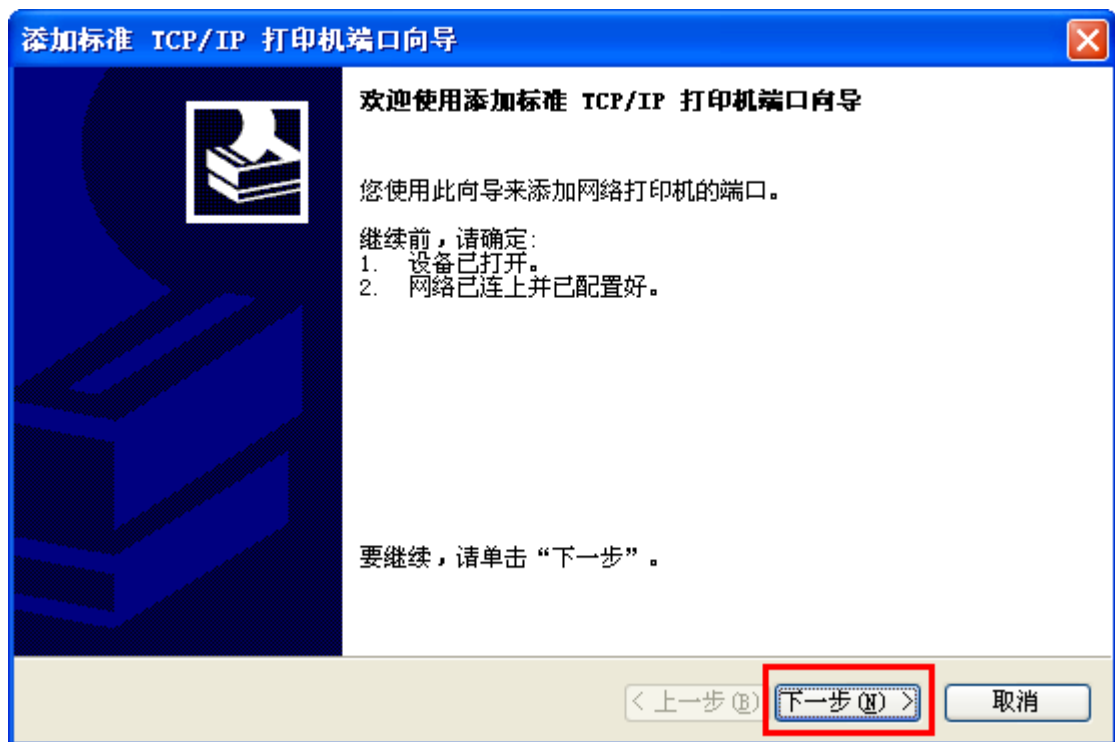 添加标准 TCP/IP 打印机端口向导
欢迎使用添加标准 TCP/IP 打印机端口向导
您使用此向导来添加网络打印机的端口。
继续前，请确定:
1. 设备已打开。
2. 网络已连上并已配置好。
要继续，请单击“下一步”。
< 上一步(B) 下一步(N) > 取消